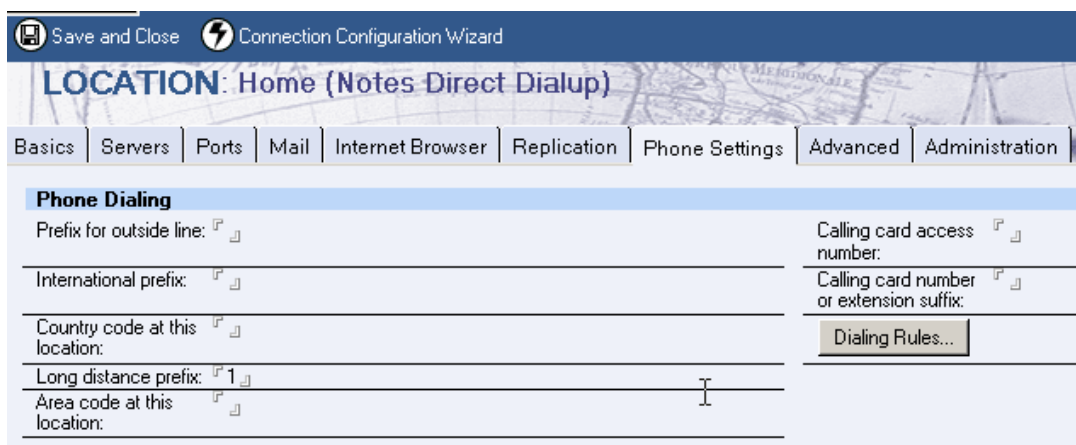 Save and Close Connection Configuration Wizard
LOCATION: Home (Notes Direct Dialup)
Basics Servers Ports Mail Internet Browser Replication Phone Settings Advanced Administration
Phone Dialing
Prefix for outside line:
International prefix:
Country code at this
location:
Long distance prefix: 1
Area code at this
location:
Calling card access
number:
Calling card number
or extension suffix:
Dialing Rules...